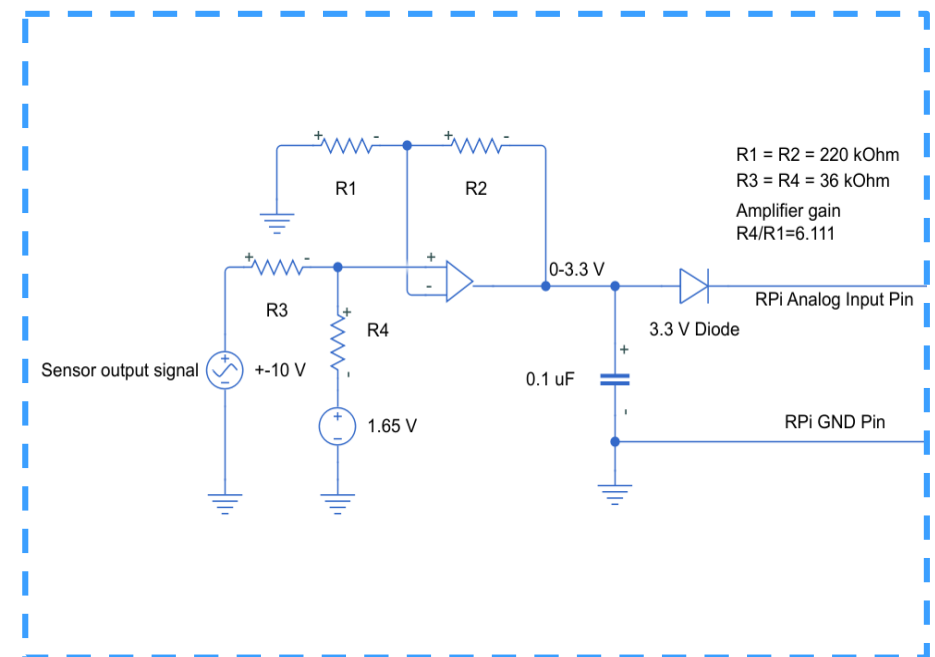 R1
R2
R1 = R2 = 220 kOhm
R3 = R4 = 36 kOhm
Amplifier gain
R4/R1=6.111
+ -
+ -
+ -
+
-
0-3.3 V
R3
+
R4
-
RPi Analog Input Pin
3.3 V Diode
Sensor output signal
+
-
+-10 V
+
0.1 uF
-
+
-
1.65 V
RPi GND Pin